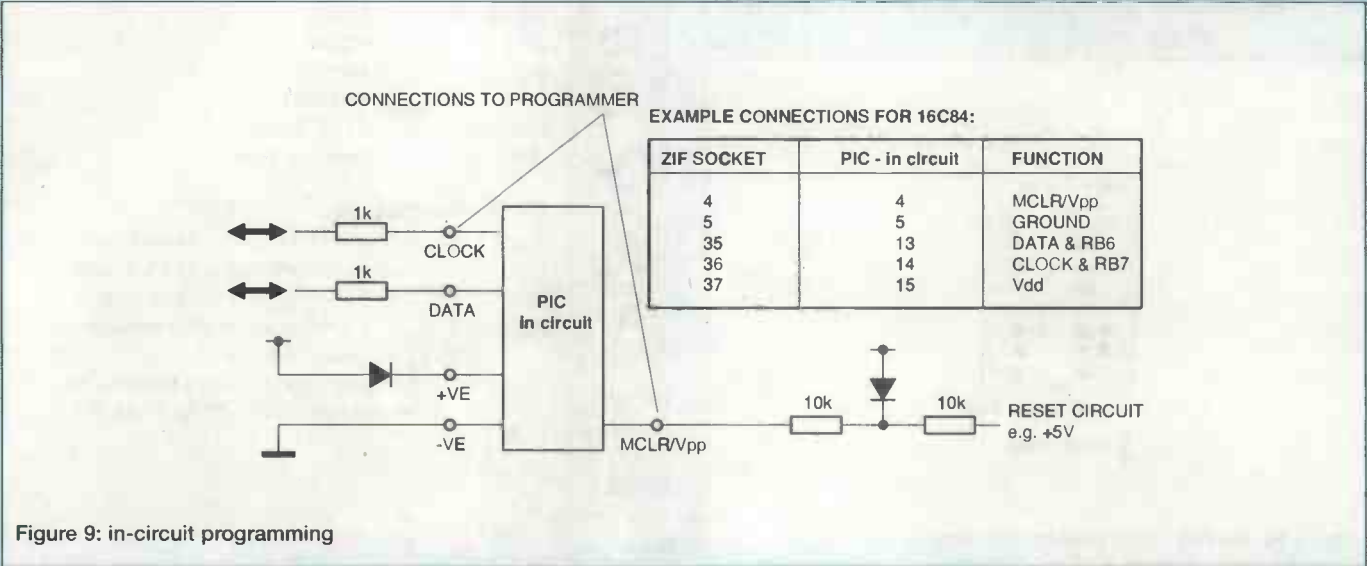 CONNECTIONS TO PROGRAMMER
EXAMPLE CONNECTIONS FOR 16C84:
ZIF SOCKET PIC - in circuit FUNCTION
4 4 MCLR/Vpp
5 5 GROUND
35 13 DATA & RB6
36 14 CLOCK & RB7
37 15 Vdd
1k
CLOCK
1k
DATA
PIC
in circuit
+VE
-VE
MCLR/Vpp
10k
10k
RESET CIRCUIT
e.g. +5V
Figure 9: in-circuit programming